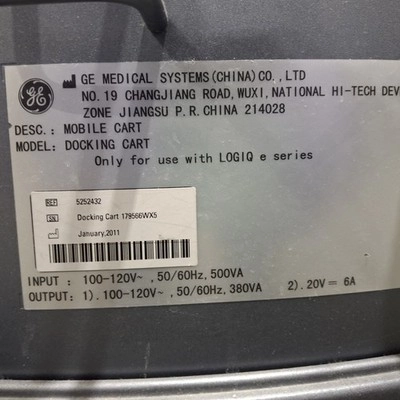 GE MEDICAL SYSTEMS(CHINA)CO.,LTD
NO.19 CHANGJIANG ROAD,WUXI,NATIONAL HI-TECH DEV
ZONE JIANGSU P.R.CHINA 214028
DESC.: MOBILE CART
MODEL: DOCKING CART
Only for use with LOGIQ e series
REF 5252432
SN Docking Cart 179566WX5
January,2011
INPUT : 100-120V~ ,50/60Hz,500VA
OUTPUT: 1).100-120V~,50/60Hz,380VA 2).20V⎓ 6A